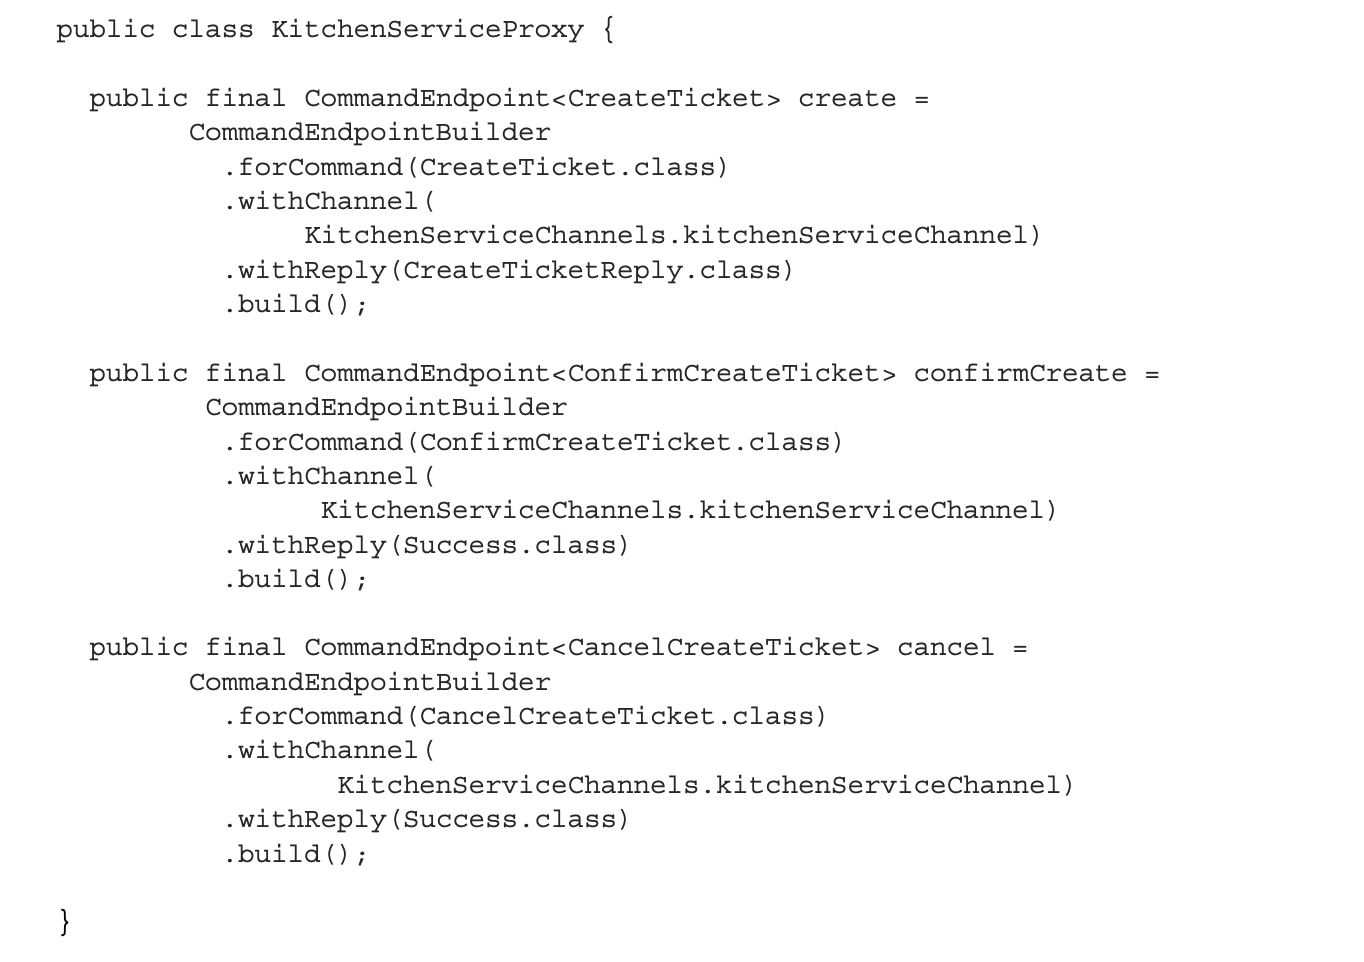 public class KitchenServiceProxy {
public final CommandEndpoint<CreateTicket> create =
CommandEndpointBuilder
.forCommand(CreateTicket.class)
.withChannel(
KitchenServiceChannels.kitchenServiceChannel)
.withReply(CreateTicketReply.class)
.build();
public final CommandEndpoint<ConfirmCreateTicket> confirmCreate =
CommandEndpointBuilder
.forCommand(ConfirmCreateTicket.class)
.withChannel(
KitchenServiceChannels.kitchenServiceChannel)
.withReply(Success.class)
.build();
public final CommandEndpoint<CancelCreateTicket> cancel =
CommandEndpointBuilder
.forCommand(CancelCreateTicket.class)
.withChannel(
KitchenServiceChannels.kitchenServiceChannel)
.withReply(Success.class)
.build();
}